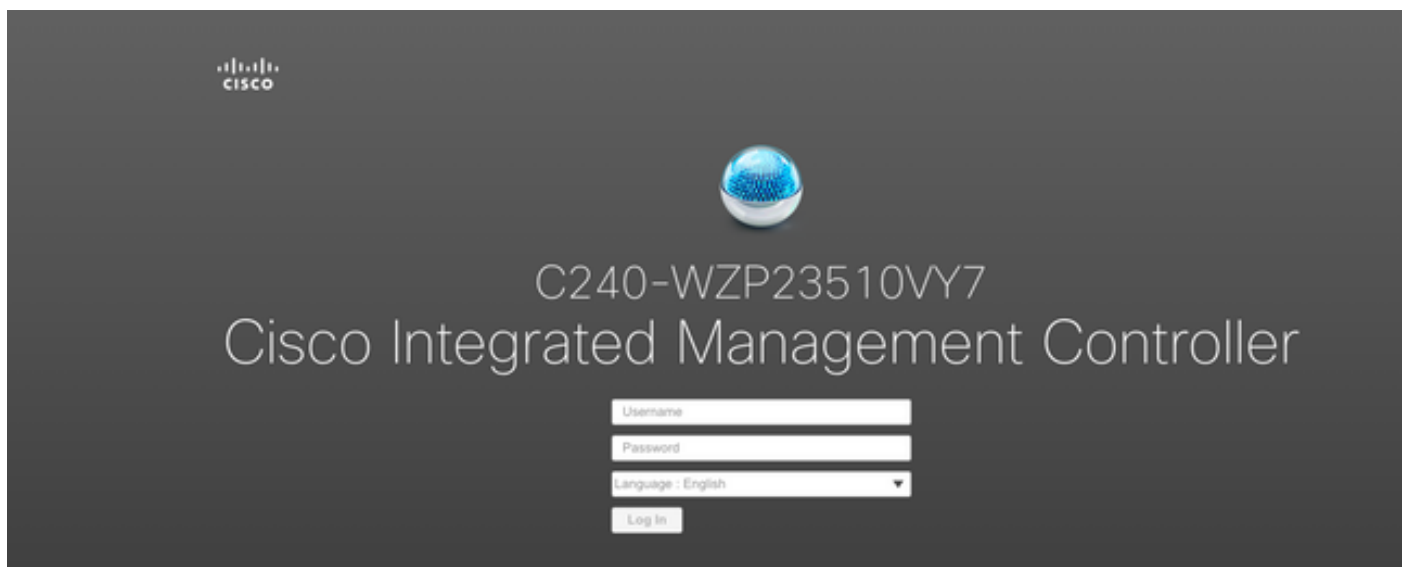 CISCO
C240-WZP23510VY7
Cisco Integrated Management Controller
Username
Password
Language : English
Log In